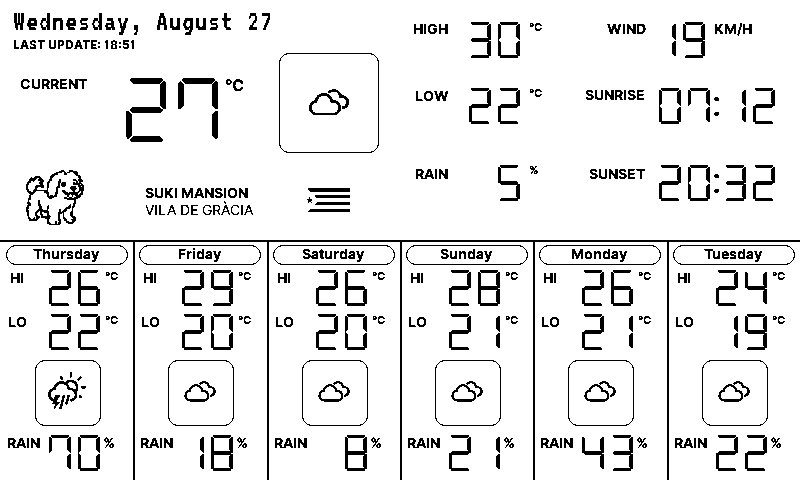 Wednesday, August 27
LAST UPDATE: 18:51
CURRENT 27 °C
SUKI MANSION
VILA DE GRÀCIA
HIGH 30 °C
LOW 22 °C
RAIN 5 %
WIND 19 KM/H
SUNRISE 07:12
SUNSET 20:32
Thursday
HI 26 °C
LO 22 °C
RAIN 70 %
Friday
HI 29 °C
LO 20 °C
RAIN 18 %
Saturday
HI 26 °C
LO 20 °C
RAIN 8 %
Sunday
HI 28 °C
LO 21 °C
RAIN 21 %
Monday
HI 26 °C
LO 21 °C
RAIN 43 %
Tuesday
HI 24 °C
LO 19 °C
RAIN 22 %